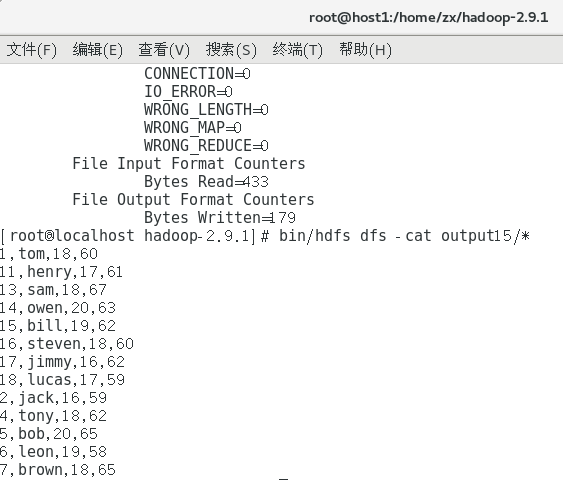 root@host1:/home/zx/hadoop-2.9.1
文件(F) 编辑(E) 查看(V) 搜索(S) 终端(T) 帮助(H)
CONNECTION=0
IO_ERROR=0
WRONG_LENGTH=0
WRONG_MAP=0
WRONG_REDUCE=0
File Input Format Counters
Bytes Read=433
File Output Format Counters
Bytes Written=179
[root@localhost hadoop-2.9.1]# bin/hdfs dfs -cat output15/*
1,tom,18,60
11,henry,17,61
13,sam,18,67
14,owen,20,63
15,bill,19,62
16,steven,18,60
17,jimmy,16,62
18,lucas,17,59
2,jack,16,59
4,tony,18,62
5,bob,20,65
6,leon,19,58
7,brown,18,65